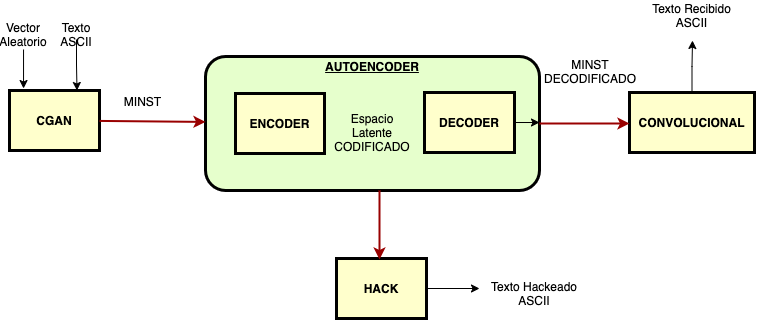 Vector
Aleatorio
Texto
ASCII
CGAN
MINST
AUTOENCODER
ENCODER
Espacio
Latente
CODIFICADO
DECODER
MINST
DECODIFICADO
Texto Recibido
ASCII
CONVOLUCIONAL
HACK
Texto Hackeado
ASCII